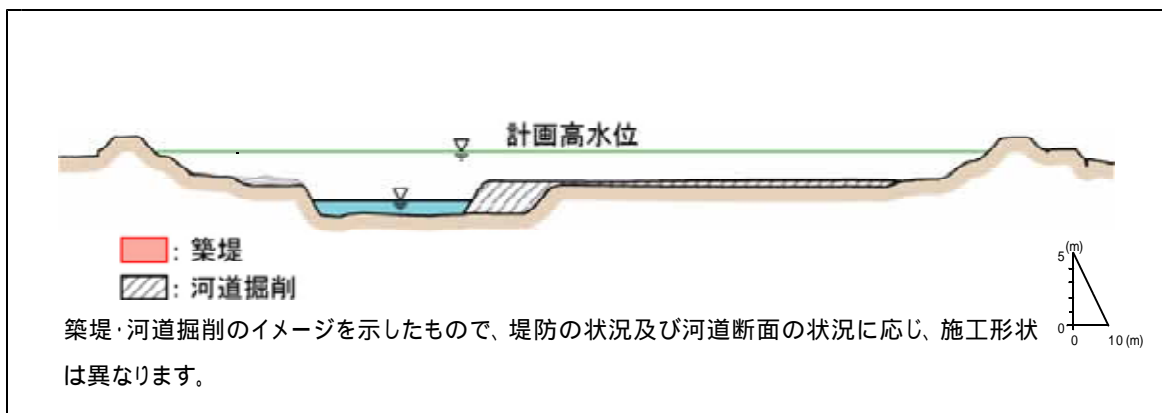 計画高水位
：築堤
：河道掘削
築堤・河道掘削のイメージを示したもので、堤防の状況及び河道断面の状況に応じ、施工形状
は異なります。
(m)
5
0
0 10 (m)